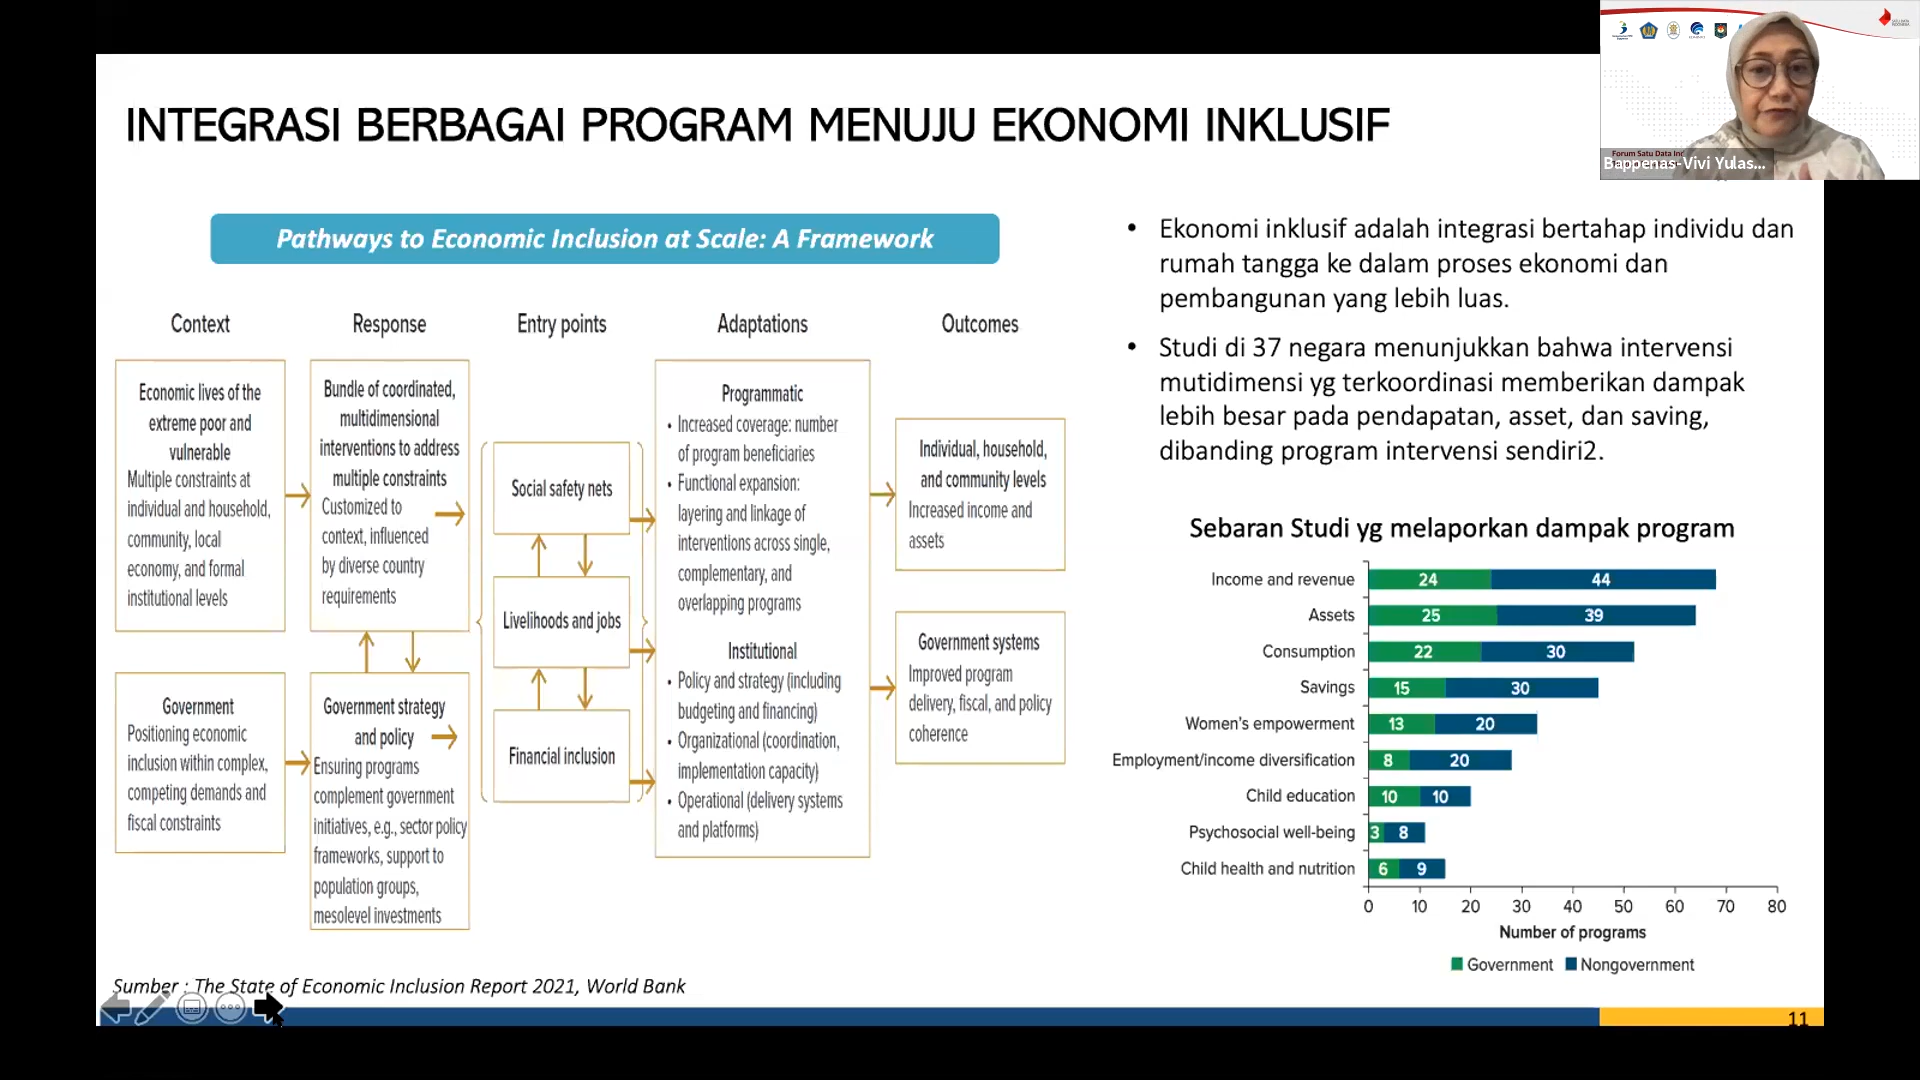 INTEGRASI BERBAGAI PROGRAM MENUJU EKONOMI INKLUSIF
Bappenas-Vivi Yulas...
Forum Satu Data
Pathways to Economic Inclusion at Scale: A Framework
Context
Response
Entry points
Adaptations
Outcomes
Economic lives of the
extreme poor and
vulnerable
Multiple constraints at
individual and household,
community, local
economy, and formal
institutional levels
Government
Positioning economic
inclusion within complex,
competing demands and
fiscal constraints
Bundle of coordinated,
multidimensional
interventions to address
multiple constraints
Customized to
context, influenced
by diverse country
requirements
Government strategy
and policy
Ensuring programs
complement government
initiatives, e.g., sector policy
frameworks, support to
population groups,
mesolevel investments
Social safety nets
Livelihoods and jobs
Financial inclusion
Programmatic
• Increased coverage: number
of program beneficiaries
• Functional expansion:
layering and linkage of
interventions across single,
complementary, and
overlapping programs
Institutional
• Policy and strategy (including
budgeting and financing)
• Organizational (coordination,
implementation capacity)
• Operational (delivery systems
and platforms)
Individual, household,
and community levels
Increased income and
assets
Government systems
Improved program
delivery, fiscal, and policy
coherence
• Ekonomi inklusif adalah integrasi bertahap individu dan
rumah tangga ke dalam proses ekonomi dan
pembangunan yang lebih luas.
• Studi di 37 negara menunjukkan bahwa intervensi
mutidimensi yg terkoordinasi memberikan dampak
lebih besar pada pendapatan, asset, dan saving,
dibanding program intervensi sendiri2.
Sebaran Studi yg melaporkan dampak program
Income and revenue 24 44
Assets 25 39
Consumption 22 30
Savings 15 30
Women's empowerment 13 20
Employment/income diversification 8 20
Child education 10 10
Psychosocial well-being 3 8
Child health and nutrition 6 9
0 10 20 30 40 50 60 70 80
Number of programs
Government Nongovernment
Sumber : The State of Economic Inclusion Report 2021, World Bank
11